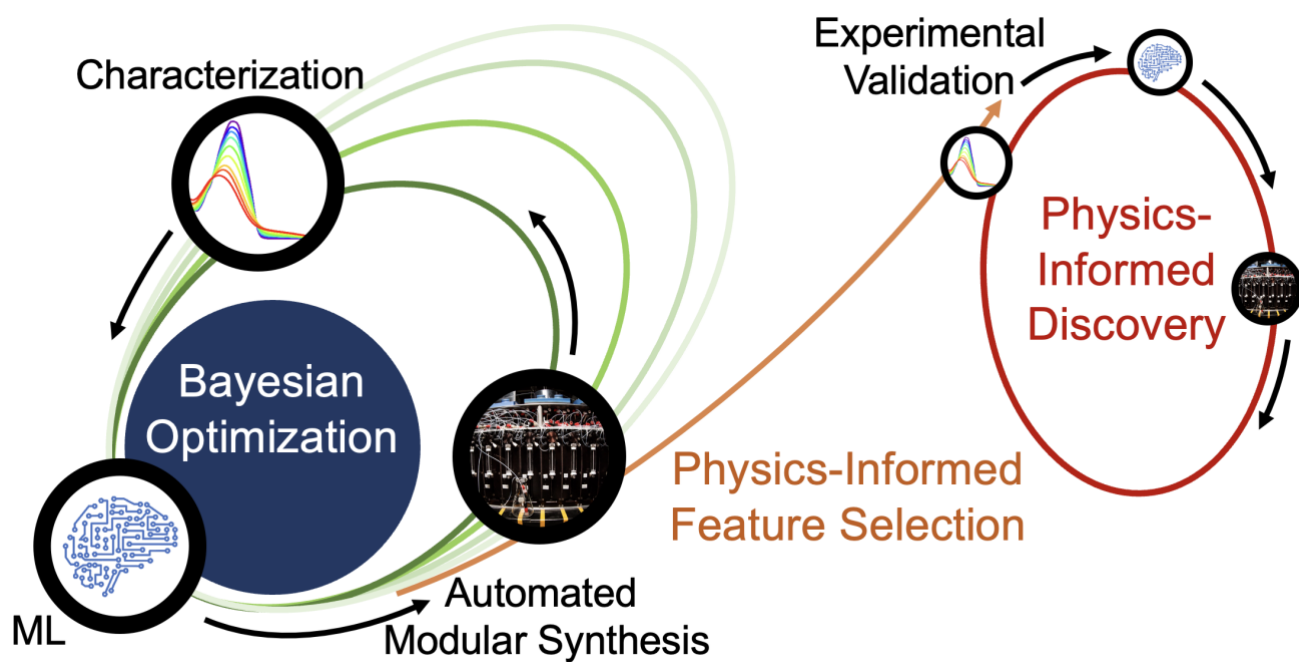 Characterization
Bayesian
Optimization
ML
Automated
Modular Synthesis
Physics-Informed
Feature Selection
Experimental
Validation
Physics-
Informed
Discovery